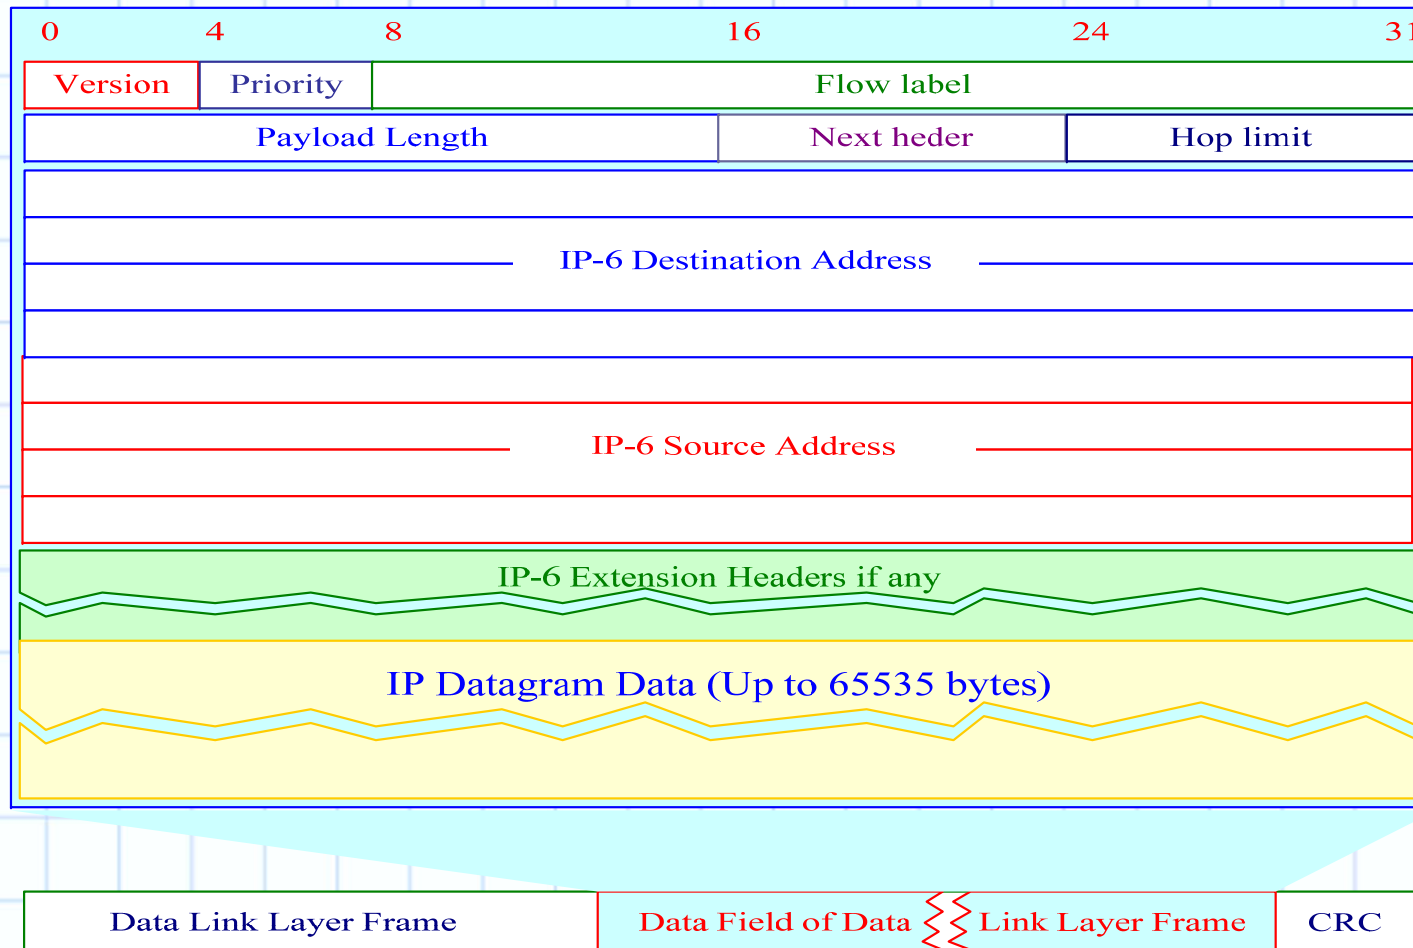 0 4 8 16 24 31
Version Priority Flow label
Payload Length Next heder Hop limit
IP-6 Destination Address
IP-6 Source Address
IP-6 Extension Headers if any
IP Datagram Data (Up to 65535 bytes)
Data Link Layer Frame Data Field of Data Link Layer Frame CRC